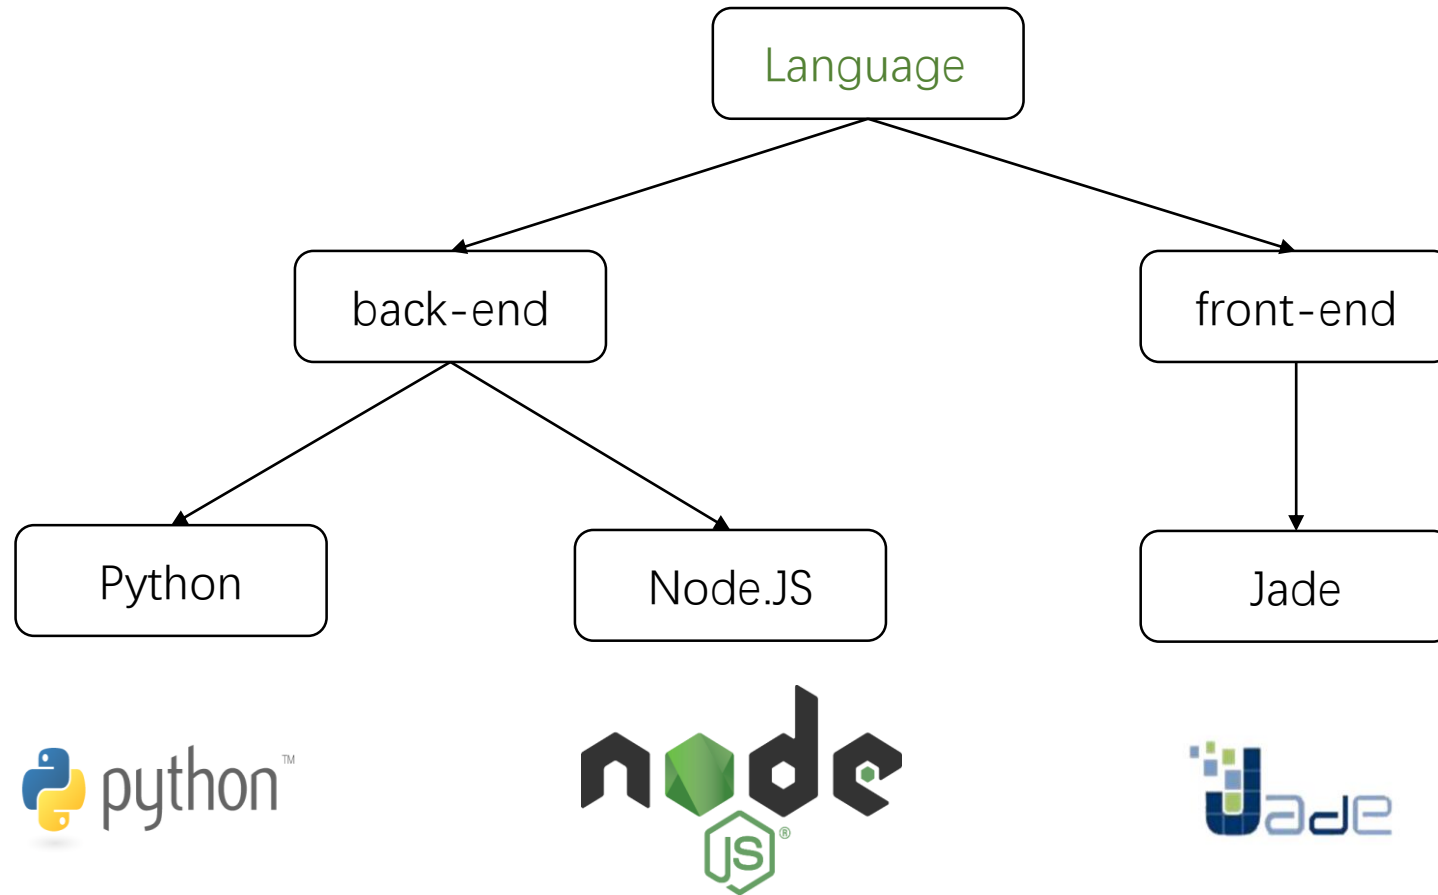 Language
back-end
front-end
Python
Node.JS
Jade
python™
node
JS®
Jade